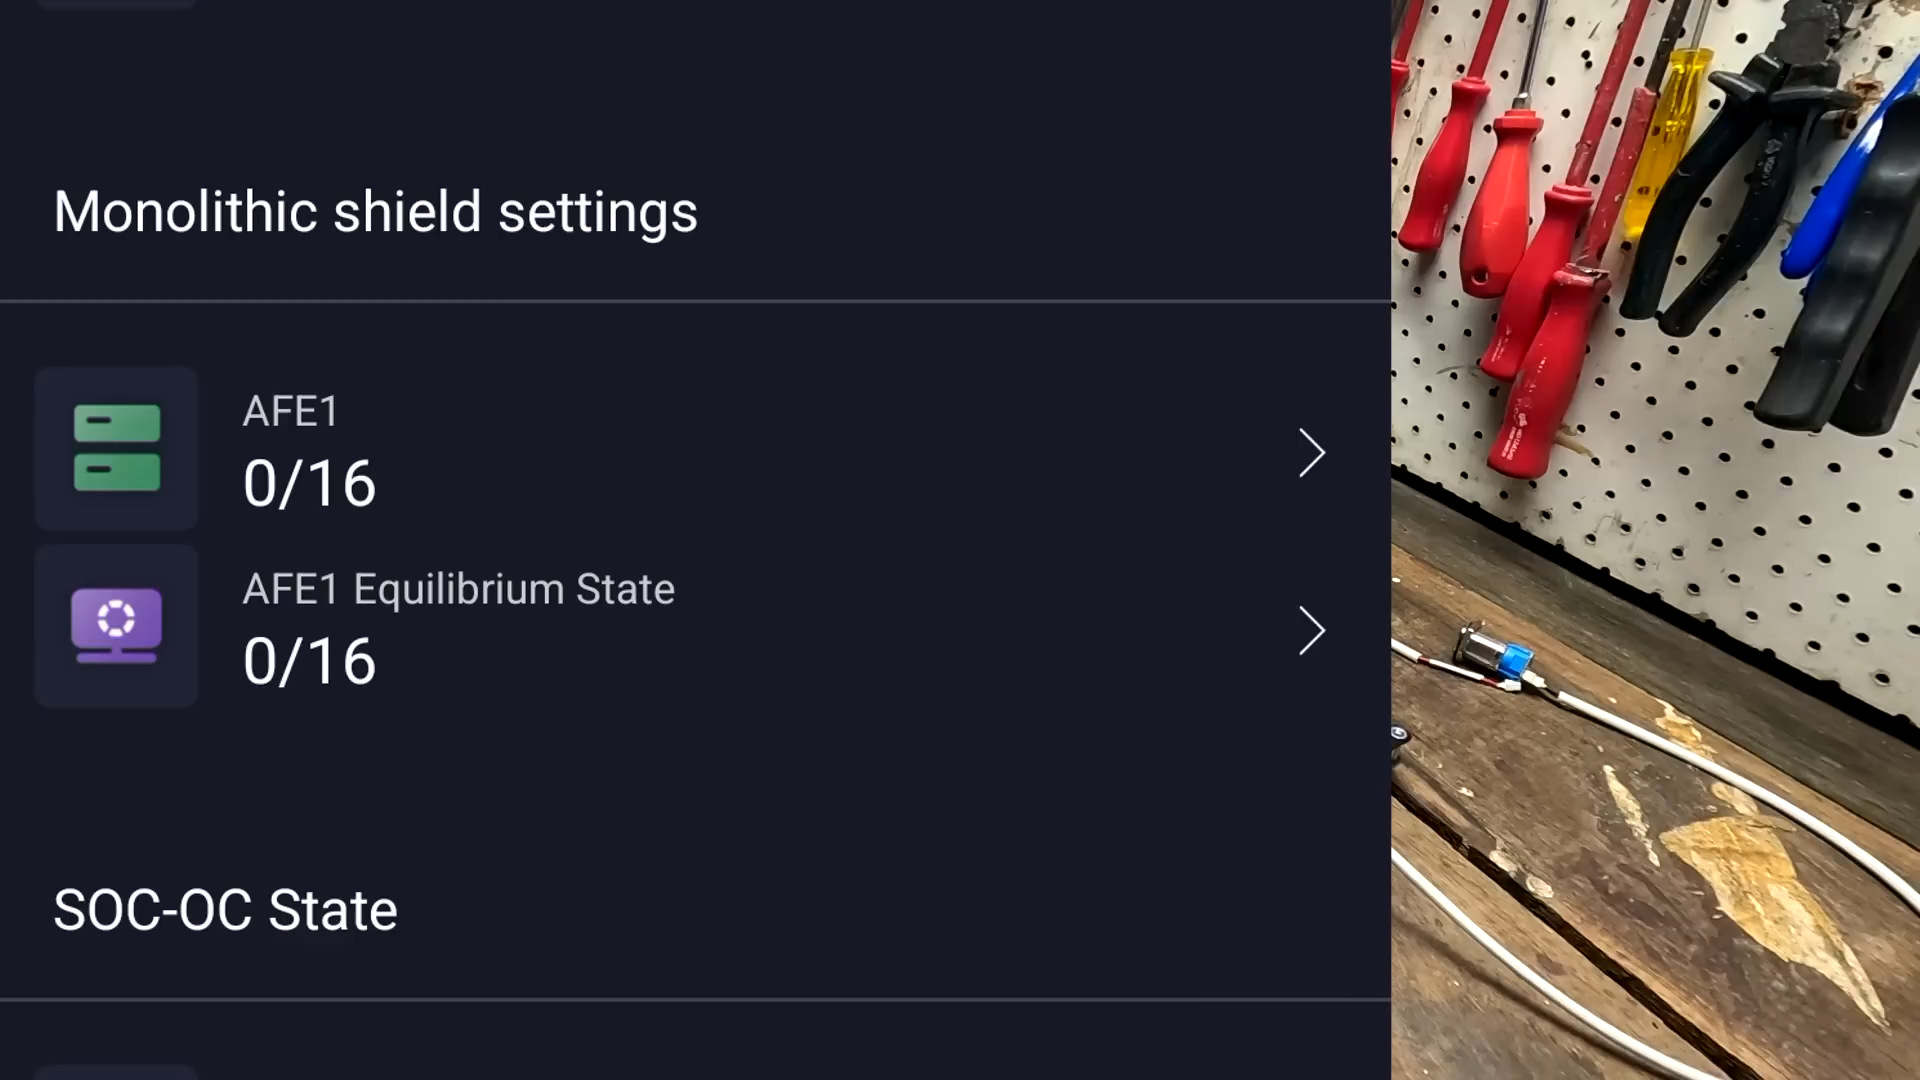 Monolithic shield settings
AFE1
0/16
AFE1 Equilibrium State
0/16
SOC-OC State